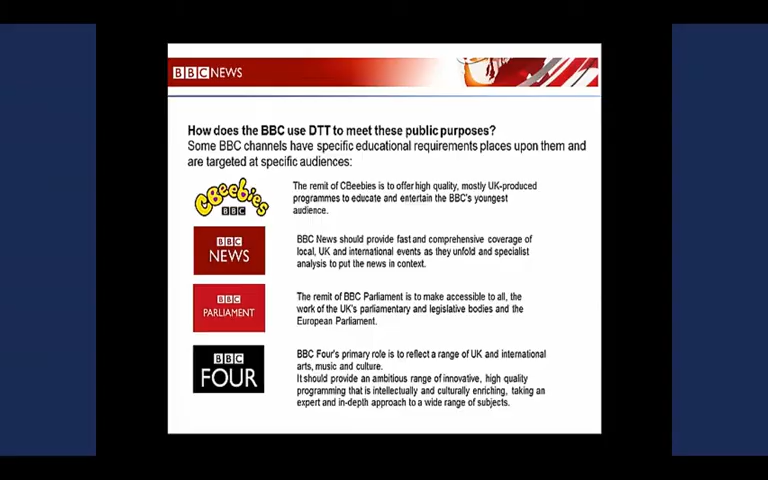 BBC NEWS
How does the BBC use DTT to meet these public purposes?
Some BBC channels have specific educational requirements places upon them and
are targeted at specific audiences:
CBeebies
BBC
The remit of CBeebies is to offer high quality, mostly UK-produced
programmes to educate and entertain the BBC's youngest
audience.
BBC
NEWS
BBC News should provide fast and comprehensive coverage of
local, UK and international events as they unfold and specialist
analysis to put the news in context.
BBC
PARLIAMENT
The remit of BBC Parliament is to make accessible to all, the
work of the UK's parliamentary and legislative bodies and the
European Parliament.
BBC
FOUR
BBC Four's primary role is to reflect a range of UK and international
arts, music and culture.
It should provide an ambitious range of innovative, high quality
programming that is intellectually and culturally enriching, taking an
expert and in-depth approach to a wide range of subjects.